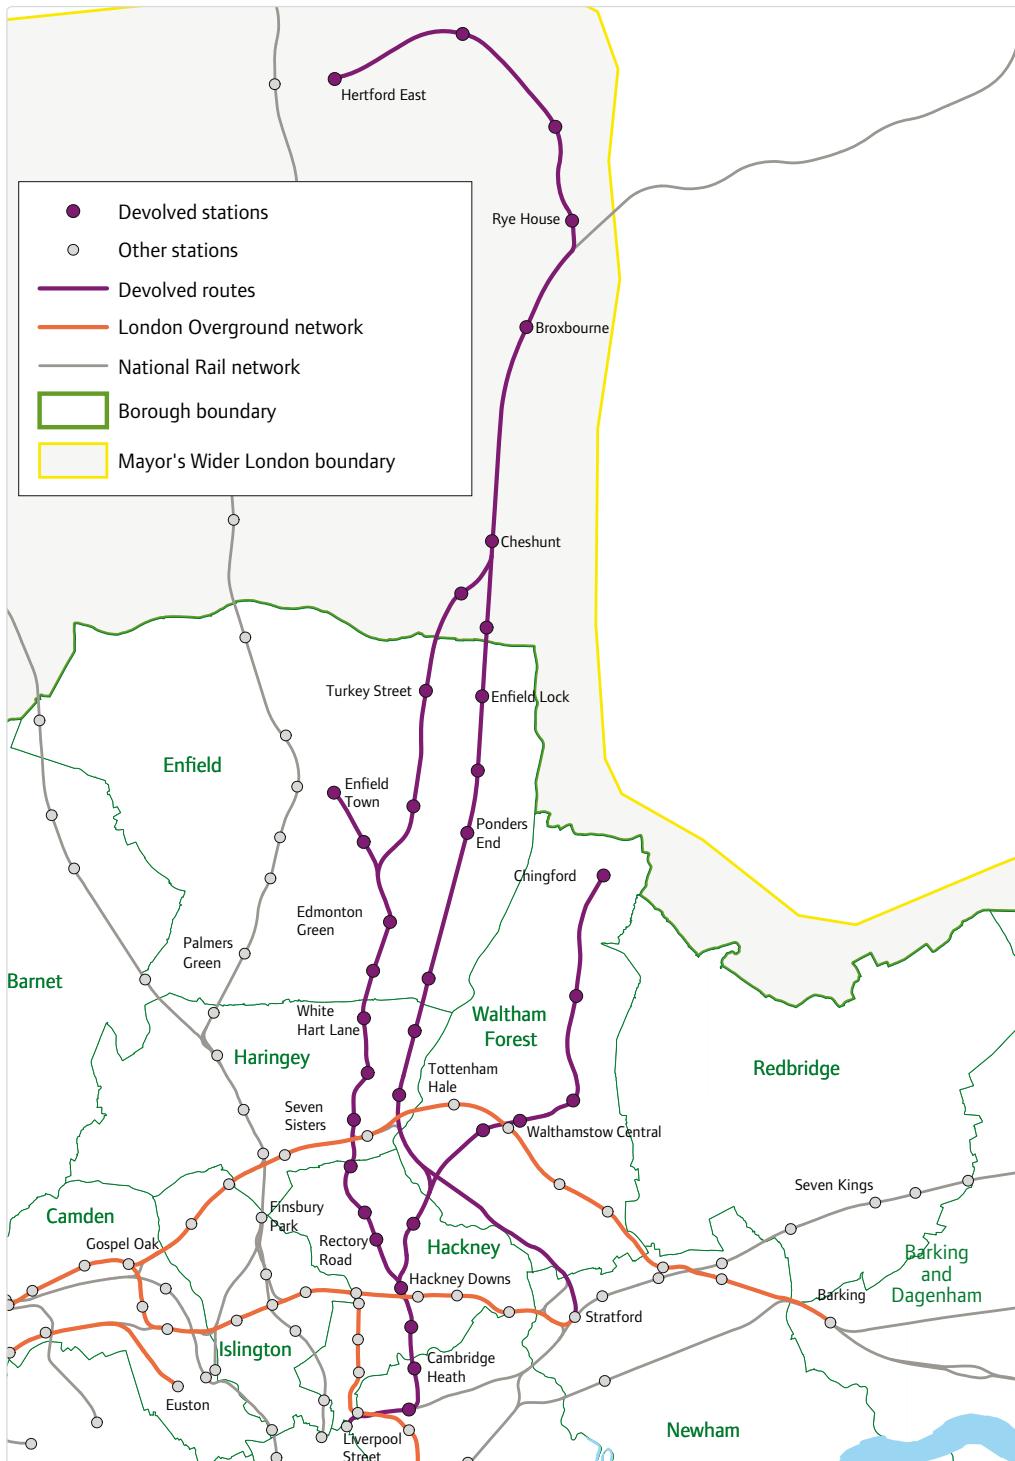 Hertford East
Devolved stations
Other stations
Devolved routes
London Overground network
National Rail network
Borough boundary
Mayor's Wider London boundary
Rye House
Broxbourne
Cheshunt
Turkey Street
Enfield Lock
Enfield
Enfield
Town
Ponders
End
Chingford
Edmonton
Green
Palmers
Green
Barnet
White
Hart Lane
Waltham
Forest
Haringey
Redbridge
Tottenham
Hale
Seven
Sisters
Walthamstow Central
Seven Kings
Camden
Finsbury
Park
Gospel Oak
Rectory
Road
Hackney
Barking
and
Dagenham
Hackney Downs
Barking
Stratford
Islington
Cambridge
Heath
Euston
Newham
Liverpool
Street